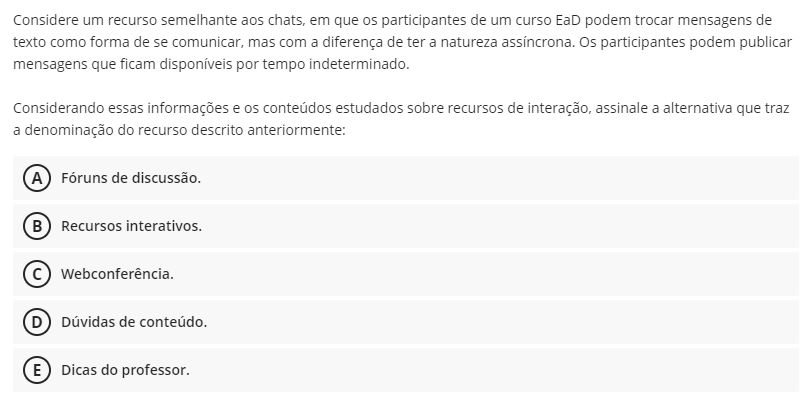 Considere um recurso semelhante aos chats, em que os participantes de um curso EaD podem trocar mensagens de
texto como forma de se comunicar, mas com a diferença de ter a natureza assíncrona. Os participantes podem publicar
mensagens que ficam disponíveis por tempo indeterminado.
Considerando essas informações e os conteúdos estudados sobre recursos de interação, assinale a alternativa que traz
a denominação do recurso descrito anteriormente:
A Fóruns de discussão.
B Recursos interativos.
C Webconferência.
D Dúvidas de conteúdo.
E Dicas do professor.